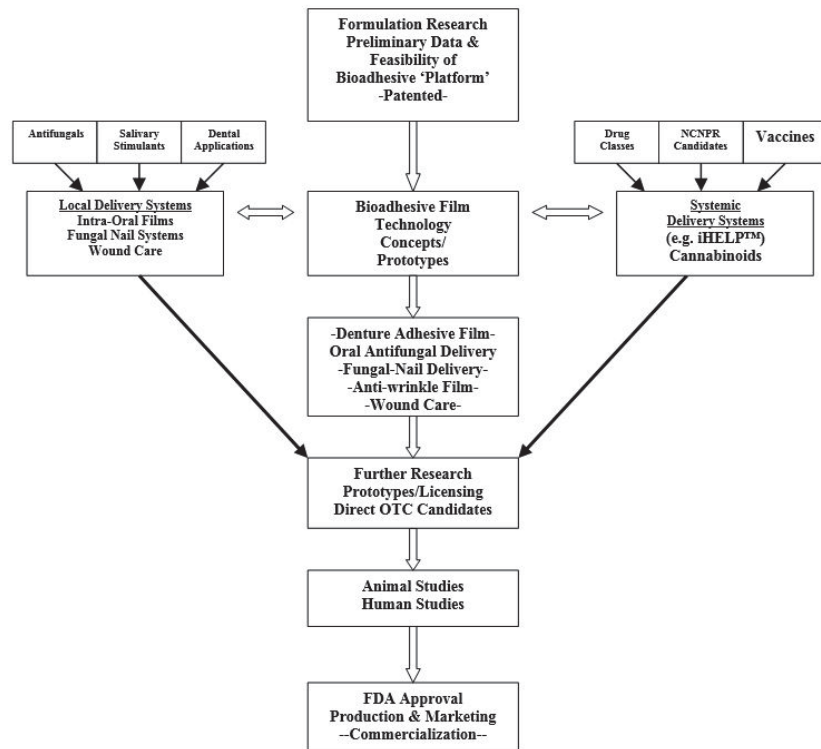 Formulation Research
Preliminary Data &
Feasibility of
Bioadhesive ‘Platform’
-Patented-
Antifungals
Salivary
Stimulants
Dental
Applications
Drug
Classes
NCNPR
Candidates
Vaccines
Local Delivery Systems
Intra-Oral Films
Fungal Nail Systems
Wound Care
Bioadhesive Film
Technology
Concepts/
Prototypes
Systemic
Delivery Systems
(e.g. iHELP™)
Cannabinoids
-Denture Adhesive Film-
Oral Antifungal Delivery
-Fungal-Nail Delivery-
-Anti-wrinkle Film-
-Wound Care-
Further Research
Prototypes/Licensing
Direct OTC Candidates
Animal Studies
Human Studies
FDA Approval
Production & Marketing
--Commercialization--